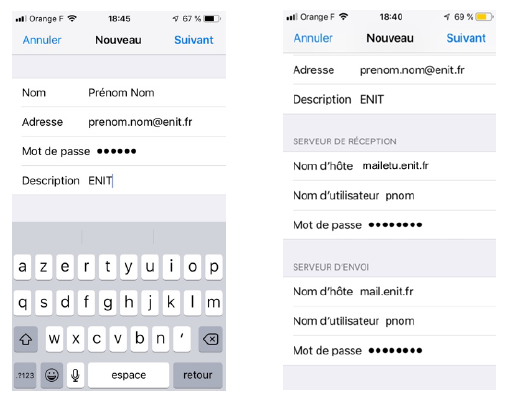 Orange F 18:45 67 %
Annuler Nouveau Suivant
Nom Prénom Nom
Adresse prenom.nom@enit.fr
Mot de passe ●●●●●●
Description ENIT
a z e r t y u i o p
q s d f g h j k l m
w x c v b n '
.?123 espace retour
Orange F 18:40 69 %
Annuler Nouveau Suivant
Adresse prenom.nom@enit.fr
Description ENIT
SERVEUR DE RÉCEPTION
Nom d'hôte mailetu.enit.fr
Nom d'utilisateur pnom
Mot de passe ●●●●●●●●
SERVEUR D'ENVOI
Nom d'hôte mail.enit.fr
Nom d'utilisateur pnom
Mot de passe ●●●●●●●●